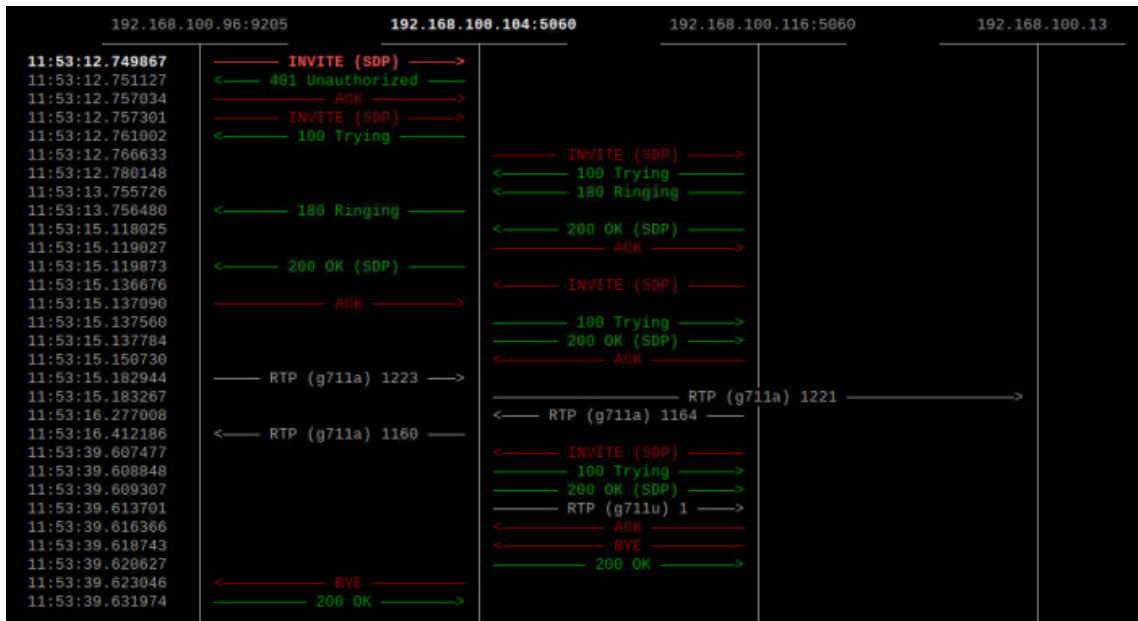 192.168.100.96:9205 192.168.100.104:5060 192.168.100.116:5060 192.168.100.13
11:53:12.749867 INVITE (SDP)
11:53:12.751127 401 Unauthorized
11:53:12.757034 ACK
11:53:12.757301 INVITE (SDP)
11:53:12.761002 100 Trying
11:53:12.766633 INVITE (SDP)
11:53:12.780148 100 Trying
11:53:13.755726 180 Ringing
11:53:13.756480 180 Ringing
11:53:15.118025 200 OK (SDP)
11:53:15.119027 ACK
11:53:15.119873 200 OK (SDP)
11:53:15.136676 INVITE (SDP)
11:53:15.137090 ACK
11:53:15.137560 100 Trying
11:53:15.137784 200 OK (SDP)
11:53:15.150730 ACK
11:53:15.182944 RTP (g711a) 1223
11:53:15.183267 RTP (g711a) 1221
11:53:16.277008 RTP (g711a) 1164
11:53:16.412186 RTP (g711a) 1160
11:53:39.607477 INVITE (SDP)
11:53:39.608848 100 Trying
11:53:39.609307 200 OK (SDP)
11:53:39.613701 RTP (g711u) 1
11:53:39.616366 ACK
11:53:39.618743 BYE
11:53:39.620627 200 OK
11:53:39.623046 BYE
11:53:39.631974 200 OK